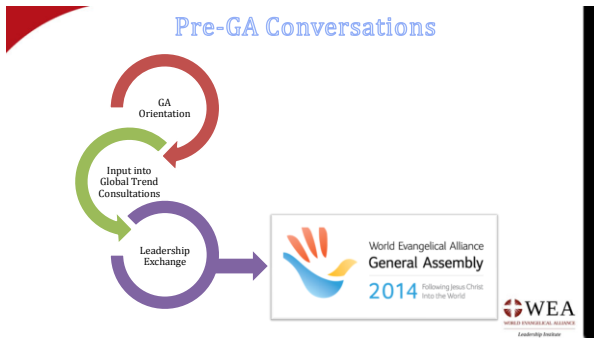 Pre-GA Conversations
GA
Orientation
Input into
Global Trend
Consultations
Leadership
Exchange
World Evangelical Alliance
General Assembly
2014
Following Jesus Christ
Into the World
WEA
WORLD EVANGELICAL ALLIANCE
Leadership Institute